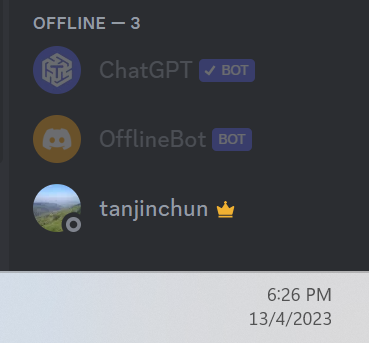 OFFLINE — 3
ChatGPT ✓ BOT
OfflineBot BOT
tanjinchun
6:26 PM
13/4/2023